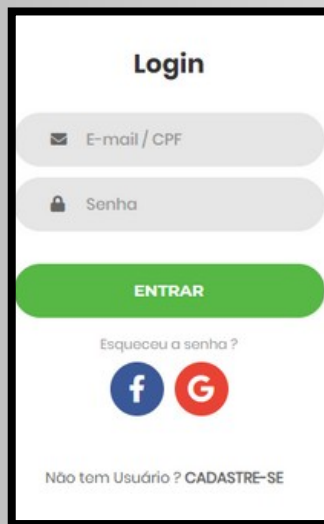 Login
E-mail / CPF
Senha
ENTRAR
Esqueceu a senha ?
f G
Não tem Usuário ? CADASTRE-SE